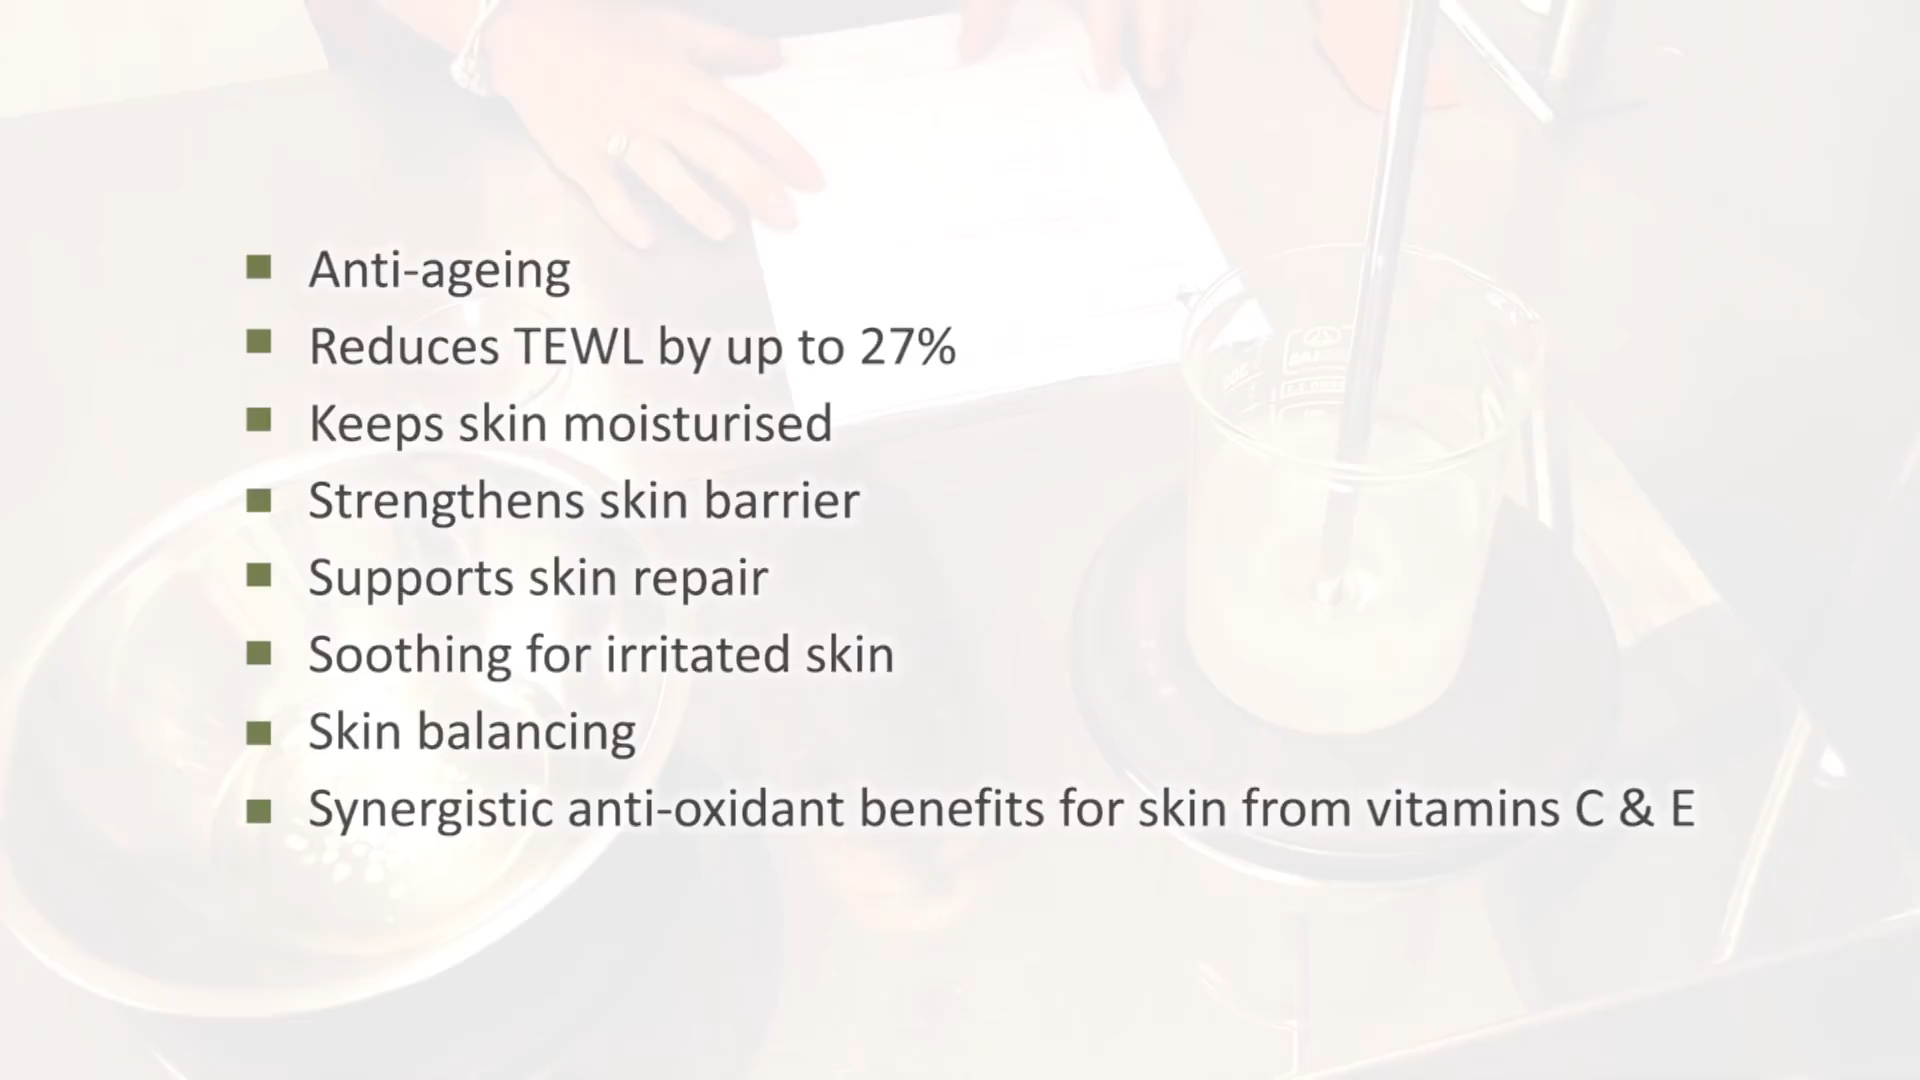 Anti-ageing
Reduces TEWL by up to 27%
Keeps skin moisturised
Strengthens skin barrier
Supports skin repair
Soothing for irritated skin
Skin balancing
Synergistic anti-oxidant benefits for skin from vitamins C & E